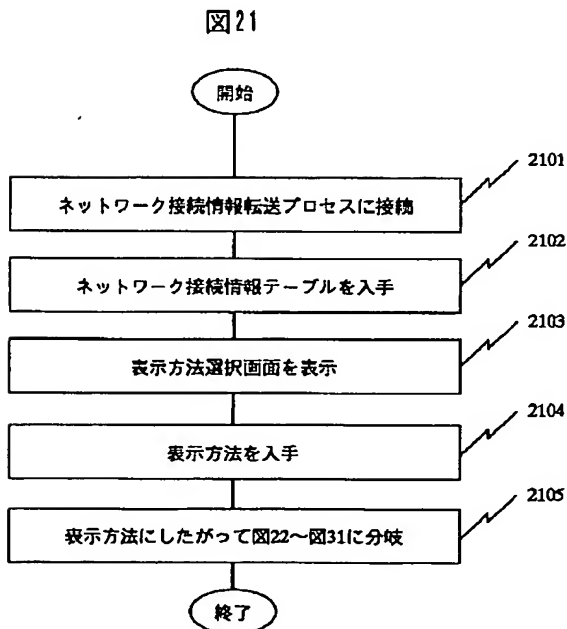 図21
開始
2101
ネットワーク接続情報転送プロセスに接続
2102
ネットワーク接続情報テーブルを入手
2103
表示方法選択画面を表示
2104
表示方法を入手
2105
表示方法にしたがって図22～図31に分岐
終了